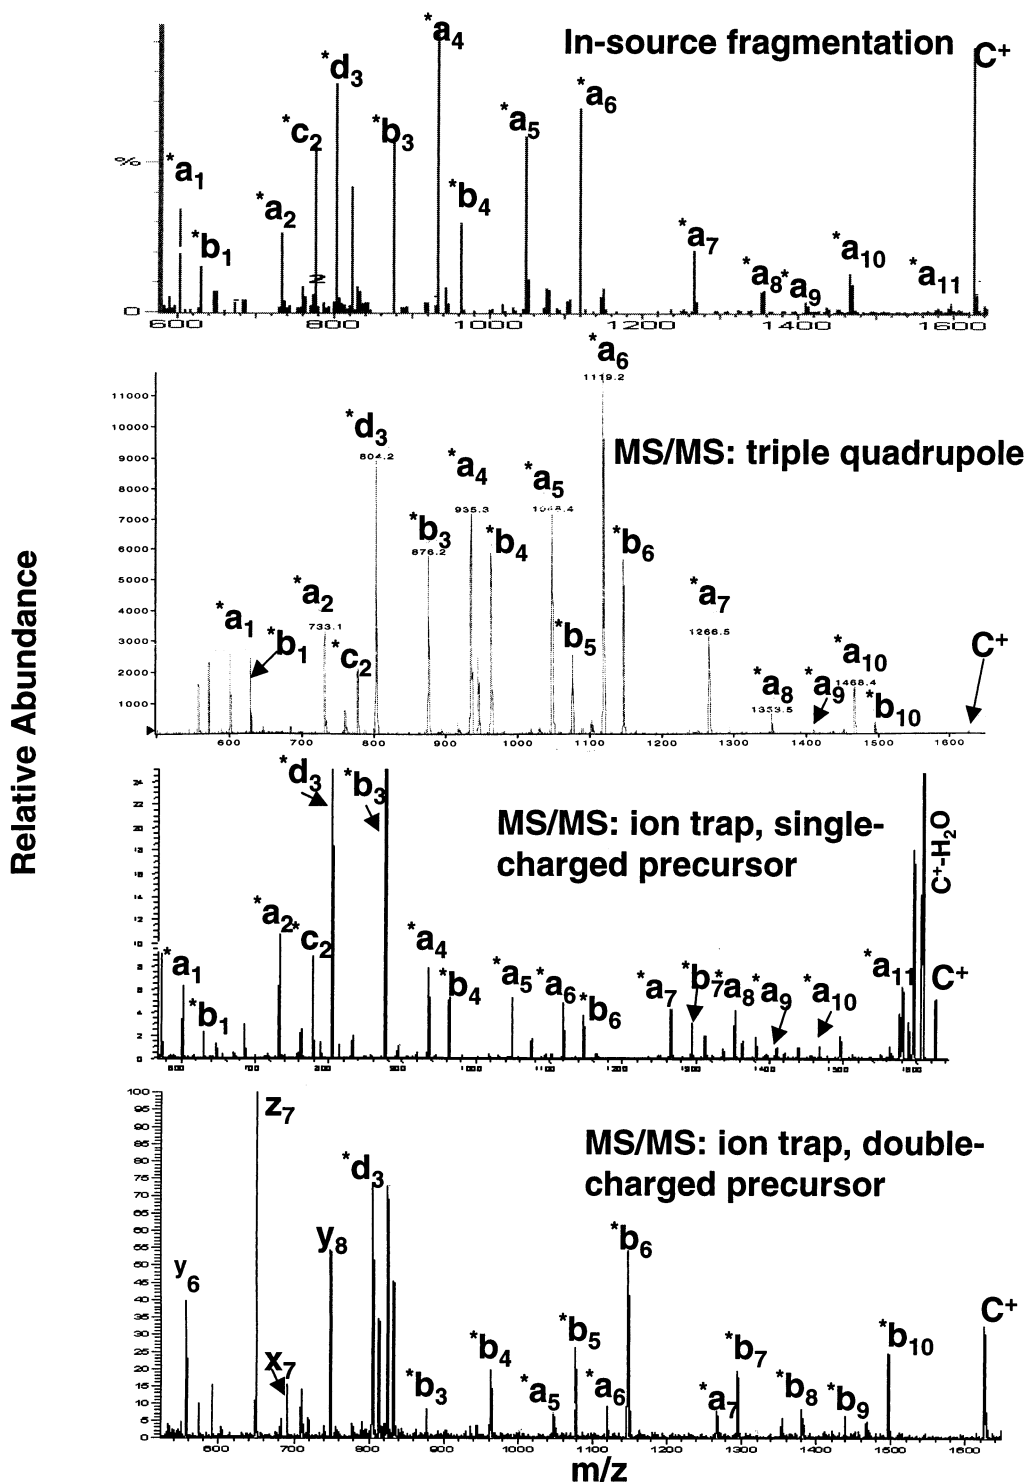 In-source fragmentation
*a1
*b1
*a2
*c2
*d3
*b3
*a4
*b4
*a5
*a6
*a7
*a8
*a9
*a10
*a11
C+
%
0
600 800 1000 1200 1400 1600
MS/MS: triple quadrupole
*a1
*b1
*a2
733.1
*c2
*d3
804.2
*b3
876.2
*a4
935.3
*b4
*a5
1048.4
*b5
*a6
1119.2
*b6
*a7
1266.5
*a8
1353.5
*a9
*a10
1468.4
*b10
C+
11000
10000
9000
8000
7000
6000
5000
4000
3000
2000
1000
600 700 800 900 1000 1100 1200 1300 1400 1500 1600
Relative Abundance
MS/MS: ion trap, single-
charged precursor
*a1
*b1
*a2
*c2
*d3
*b3
*a4
*b4
*a5
*a6
*b6
*a7
*b7
*a8
*a9
*a10
*a11
C+-H2O
C+
MS/MS: ion trap, double-
charged precursor
y6
z7
x7
y8
*d3
*b3
*b4
*a5
*b5
*a6
*b6
*a7
*b7
*b8
*b9
*b10
C+
100
95
90
85
80
75
70
65
60
55
50
45
40
35
30
25
20
15
10
5
0
600 700 800 900 1000 1100 1200 1300 1400 1500 1600
m/z